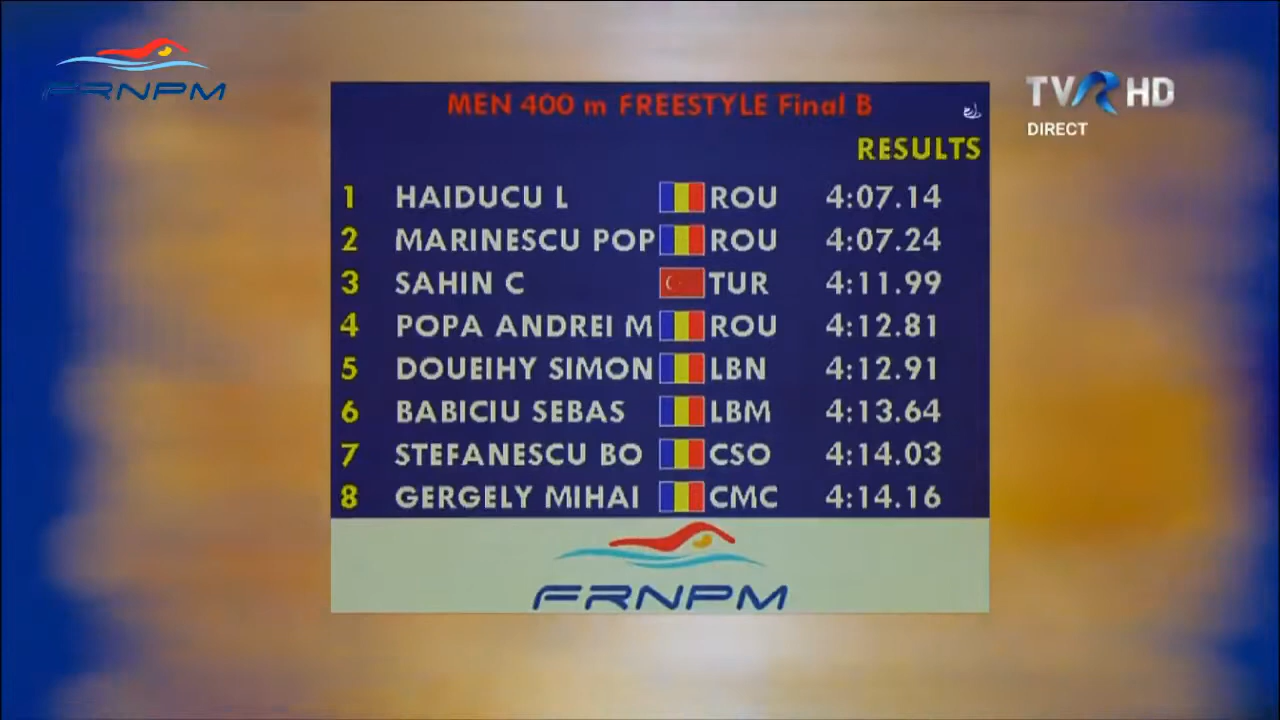 FRNPM
TVR HD
DIRECT
MEN 400 m FREESTYLE Final B
RESULTS
1 HAIDUCU L ROU 4:07.14
2 MARINESCU POP ROU 4:07.24
3 SAHIN C TUR 4:11.99
4 POPA ANDREI M ROU 4:12.81
5 DOUEIHY SIMON LBN 4:12.91
6 BABICIU SEBAS LBM 4:13.64
7 STEFANESCU BO CSO 4:14.03
8 GERGELY MIHAI CMC 4:14.16
FRNPM